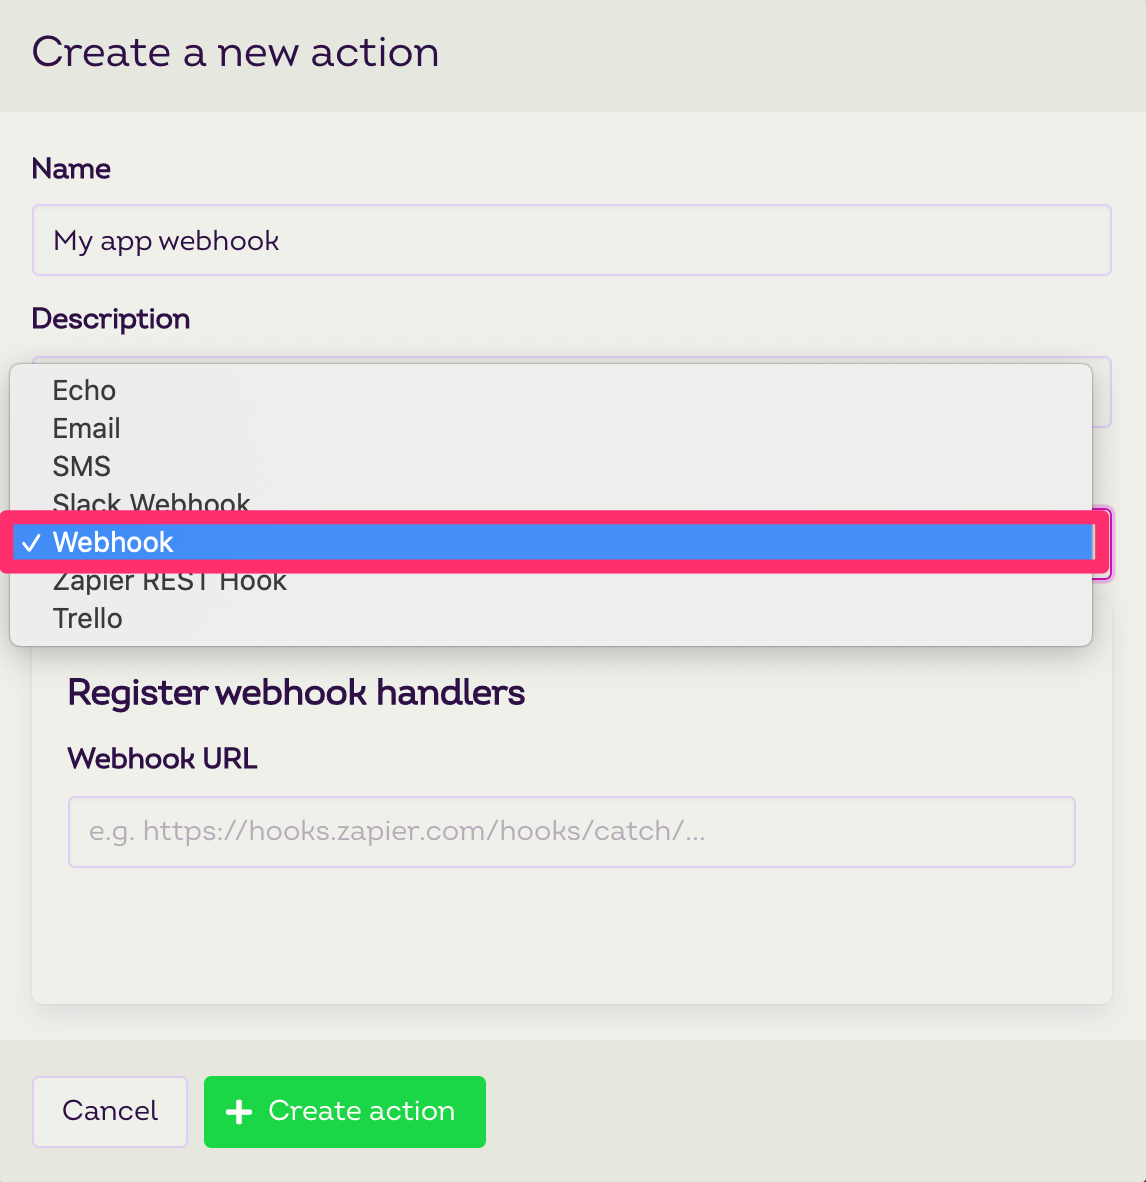 Create a new action
Name
My app webhook
Description
Echo
Email
SMS
Slack Webhook
✓ Webhook
Zapier REST Hook
Trello
Register webhook handlers
Webhook URL
e.g. https://hooks.zapier.com/hooks/catch/...
Cancel
+ Create action